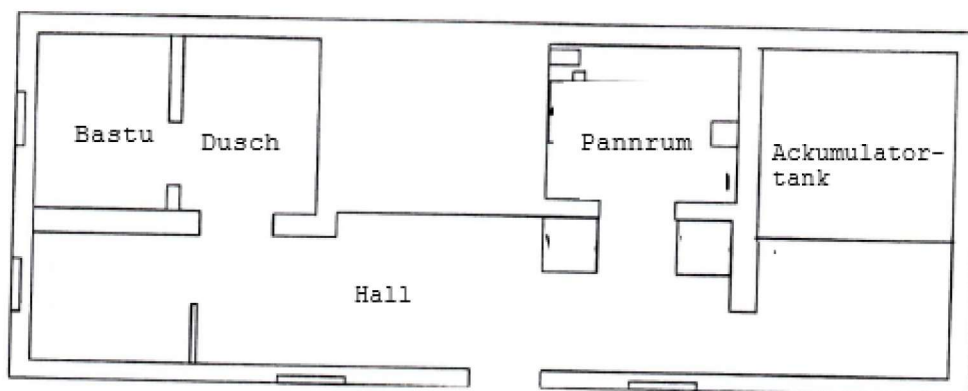 Bastu
Dusch
Pannrum
Ackumulator-
tank
Hall